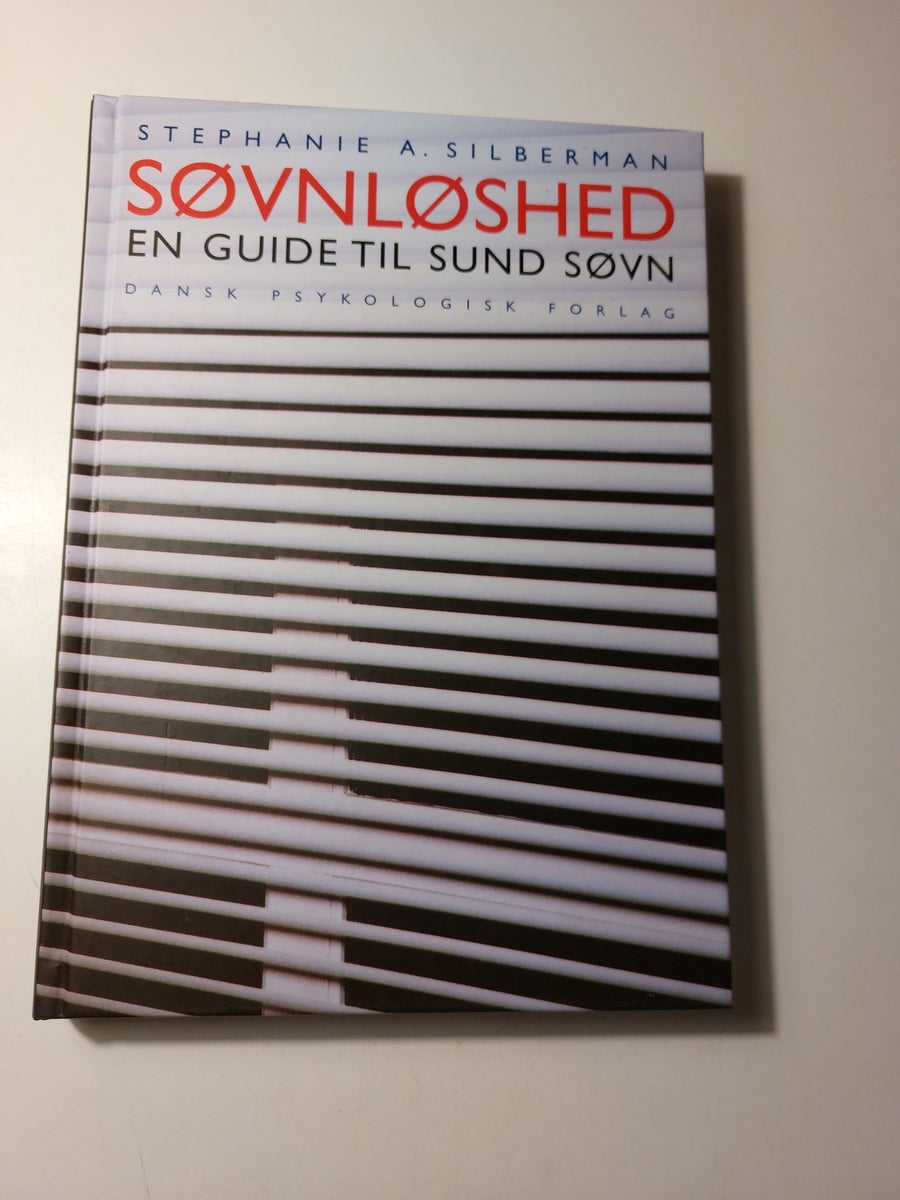 STEPHANIE A. SILBERMAN
SØVNLØSHED
EN GUIDE TIL SUND SØVN
DANSK PSYKOLOGISK FORLAG